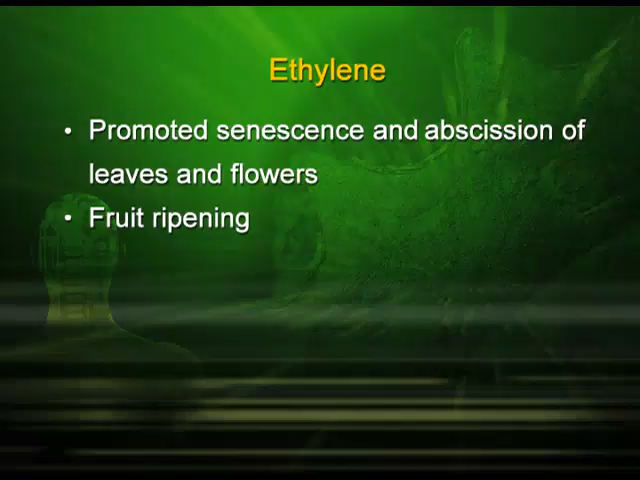 Ethylene
• Promoted senescence and abscission of
leaves and flowers
• Fruit ripening